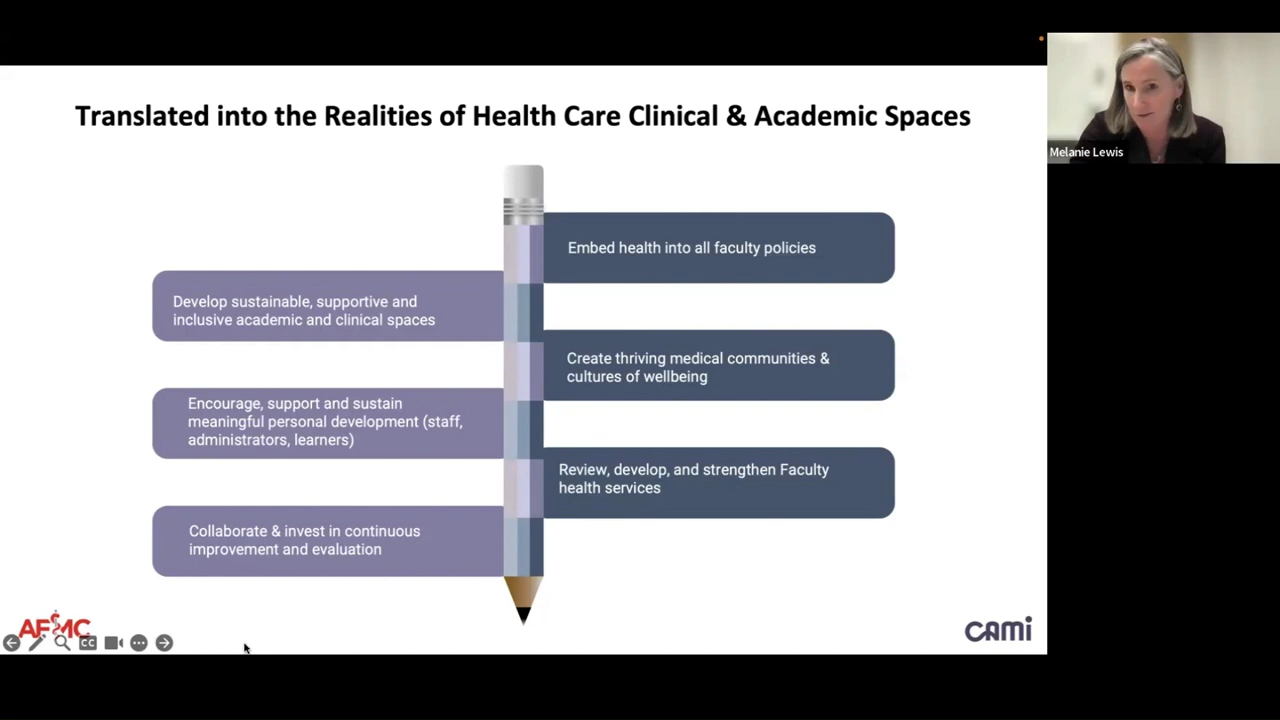 Translated into the Realities of Health Care Clinical & Academic Spaces
Melanie Lewis
Embed health into all faculty policies
Develop sustainable, supportive and
inclusive academic and clinical spaces
Create thriving medical communities &
cultures of wellbeing
Encourage, support and sustain
meaningful personal development (staff,
administrators, learners)
Review, develop, and strengthen Faculty
health services
Collaborate & invest in continuous
improvement and evaluation
AFMC
CC
CAMi